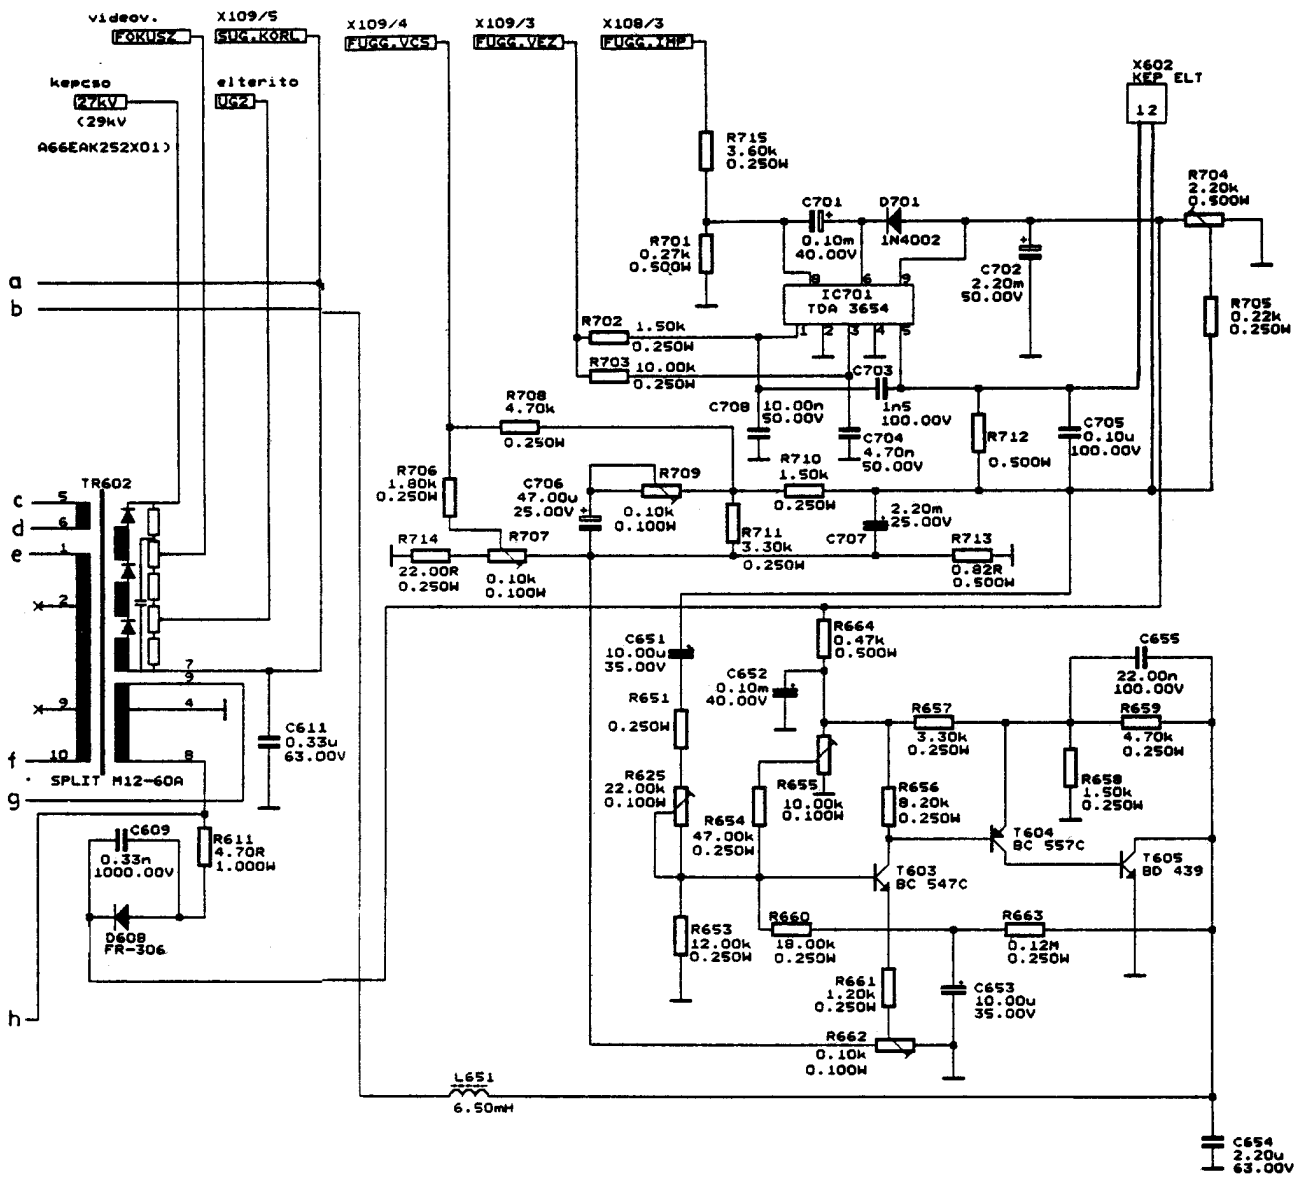 videov.
FOKUSZ
X109/5
SUG.KORL
X109/4
FUGG.VCS
X109/3
FUGG.VEZ
X108/3
FUGG.IMP
kepcso
27kV
(29kV
A66EAK252X01)
elterito
UG2
X602
KEP ELT
12
R715
3.60k
0.250W
R704
2.20k
0.500W
C701
0.10m
40.00V
D701
1N4002
R701
0.27k
0.500W
C702
2.20m
50.00V
R705
0.22k
0.250W
8
6
9
IC701
TDA 3654
1
2
3
4
5
a
b
R702
1.50k
0.250W
R703
10.00k
0.250W
C703
1n5
100.00V
R708
4.70k
0.250W
C708
10.00n
50.00V
C704
4.70n
50.00V
R712
0.500W
C705
0.10u
100.00V
R706
1.80k
0.250W
C706
47.00u
25.00V
R709
0.10k
0.100W
R710
1.50k
0.250W
R711
3.30k
0.250W
2.20m
25.00V
C707
R713
0.82R
0.500W
R714
22.00R
0.250W
R707
0.10k
0.100W
TR602
c
5
d
6
e
1
2
9
f
10
7
9
4
8
SPLIT M12-60A
g
C611
0.33u
63.00V
C609
0.33n
1000.00V
R611
4.70R
1.000W
D608
FR-306
h
C651
10.00u
35.00V
R651
0.250W
R625
22.00k
0.100W
C652
0.10m
40.00V
R664
0.47k
0.500W
R655
10.00k
0.100W
R654
47.00k
0.250W
R657
3.30k
0.250W
R656
8.20k
0.250W
C655
22.00n
100.00V
R659
4.70k
0.250W
R658
1.50k
0.250W
T604
BC 557C
T605
BD 439
T603
BC 547C
R653
12.00k
0.250W
R660
18.00k
0.250W
R663
0.12M
0.250W
R661
1.20k
0.250W
C653
10.00u
35.00V
R662
0.10k
0.100W
L651
6.50mH
C654
2.20u
63.00V